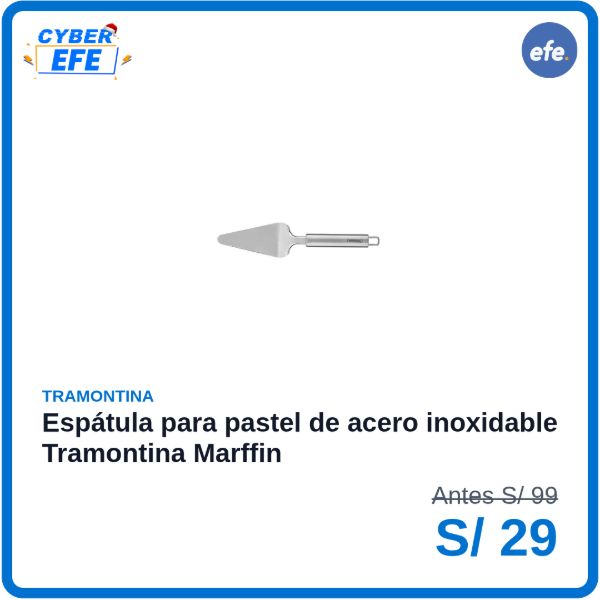 CYBER
EFE
efe.
TRAMONTINA
Espátula para pastel de acero inoxidable
Tramontina Marffin
Antes S/ 99
S/ 29